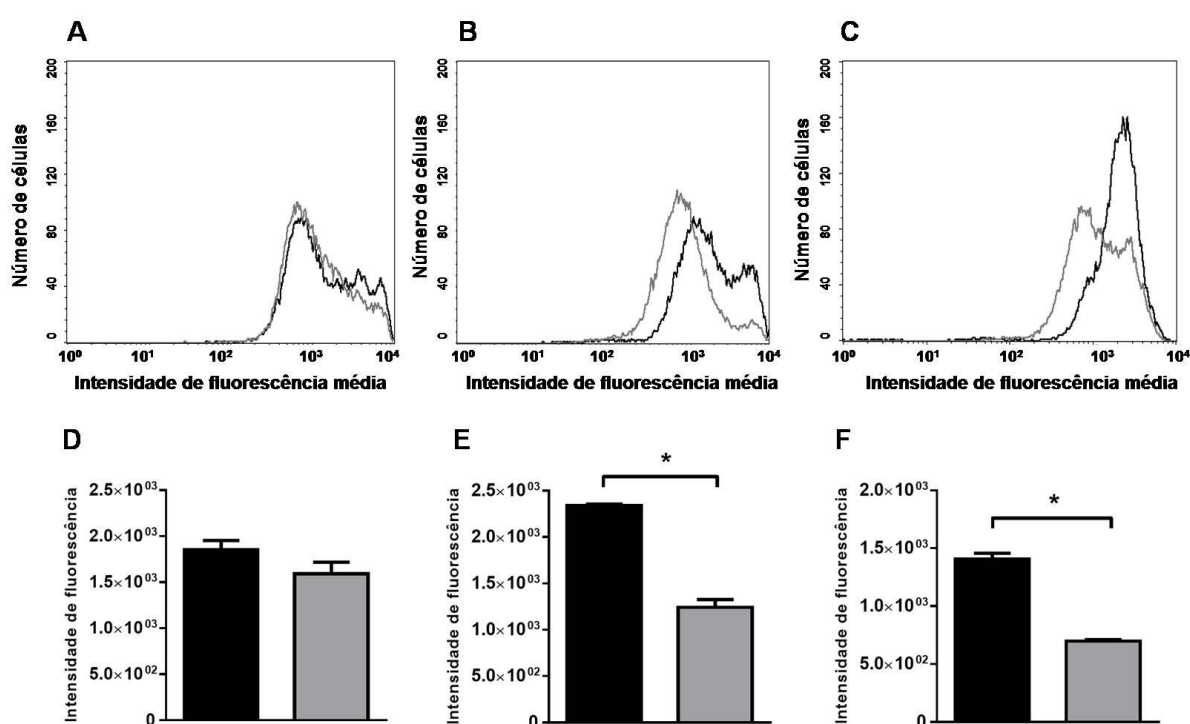 A
Número de células
200
160
120
80
40
0
10⁰ 10¹ 10² 10³ 10⁴
Intensidade de fluorescência média
B
Número de células
200
160
120
80
40
0
10⁰ 10¹ 10² 10³ 10⁴
Intensidade de fluorescência média
C
Número de células
200
160
120
80
40
0
10⁰ 10¹ 10² 10³ 10⁴
Intensidade de fluorescência média
D
Intensidade de fluorescência
2.5×10⁰³
2.0×10⁰³
1.5×10⁰³
1.0×10⁰³
5.0×10⁰²
0
E
Intensidade de fluorescência
2.5×10⁰³
2.0×10⁰³
1.5×10⁰³
1.0×10⁰³
5.0×10⁰²
0
*
F
Intensidade de fluorescência
2.0×10⁰³
1.5×10⁰³
1.0×10⁰³
5.0×10⁰²
0
*